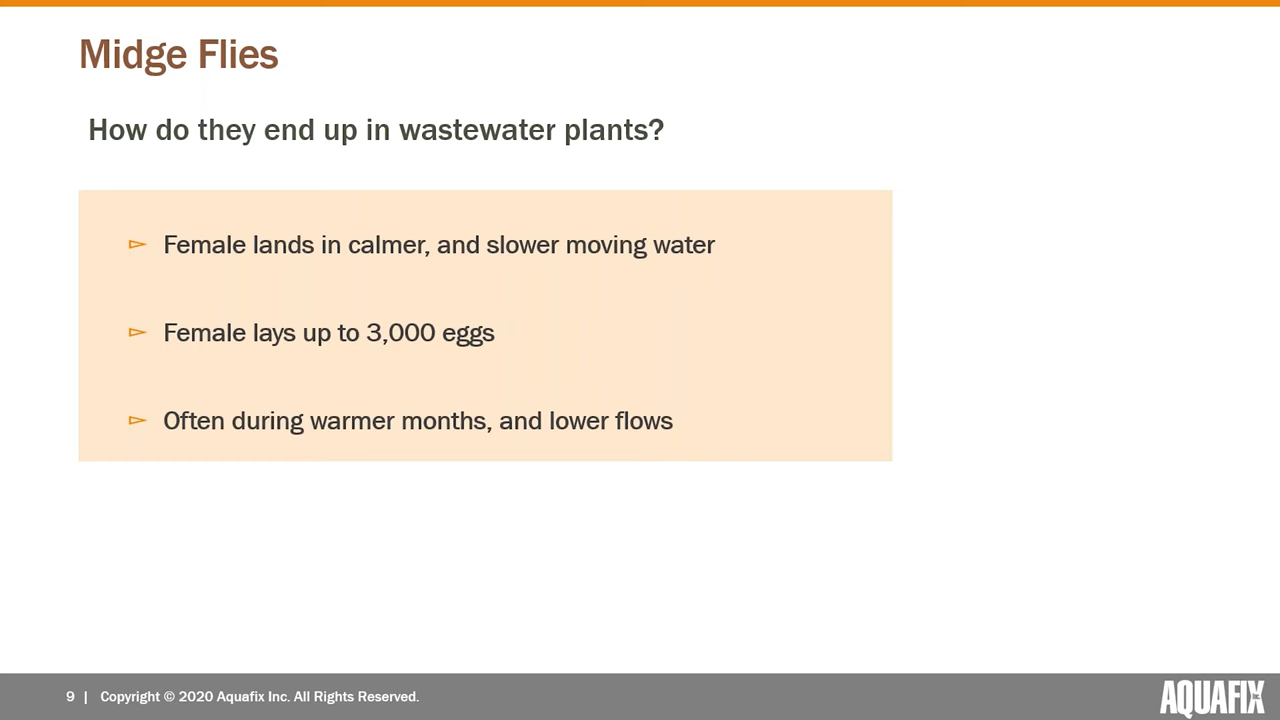 Midge Flies
How do they end up in wastewater plants?
► Female lands in calmer, and slower moving water
► Female lays up to 3,000 eggs
► Often during warmer months, and lower flows
9 | Copyright © 2020 Aquafix Inc. All Rights Reserved.
AQUAFIX INC.